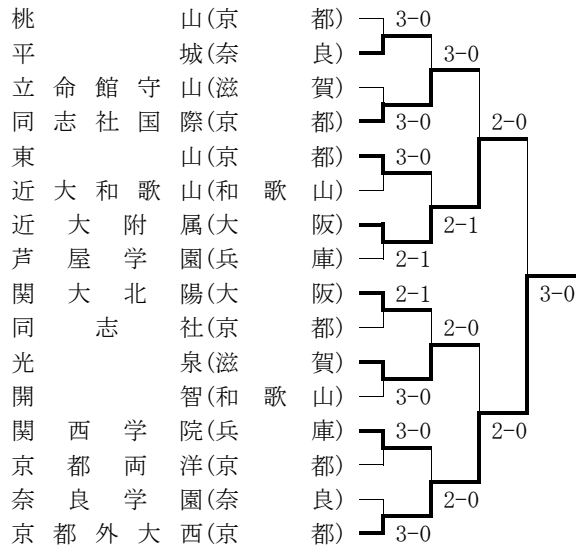 桃山(京都) 3-0
平城(奈良) 3-0
立命館守山(滋賀)
同志社国際(京都) 3-0 2-0
東山(京都) 3-0
近大和歌山(和歌山)
近大附属(大阪) 2-1
芦屋学園(兵庫) 2-1
関大北陽(大阪) 2-1 3-0
同志社(京都) 2-0
光泉(滋賀)
開智(和歌山) 3-0
関西学院(兵庫) 3-0 2-0
京都両洋(京都)
奈良学園(奈良) 2-0
京都外大西(京都) 3-0